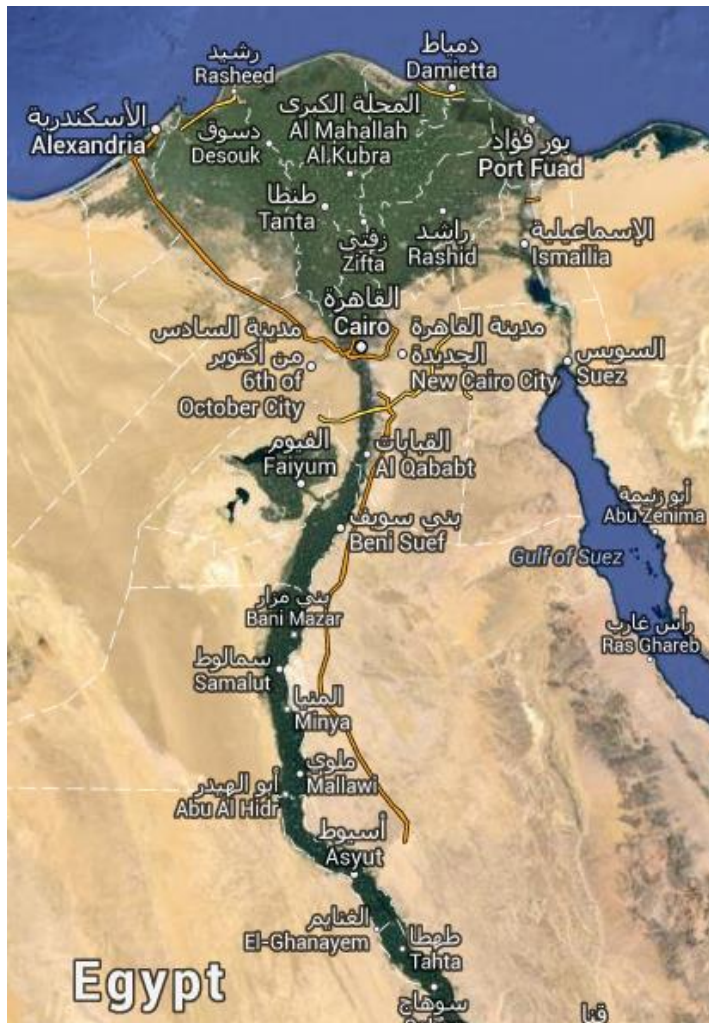 رشيد
Rasheed
دمياط
Damietta
الأسكندرية
Alexandria
دسوق
Desouk
المحلة الكبرى
Al Mahallah
Al Kubra
بور فؤاد
Port Fuad
طنطا
Tanta
زفتى
Zifta
راشد
Rashid
الإسماعيلية
Ismailia
القاهرة
Cairo
مدينة السادس
من أكتوبر
6th of
October City
مدينة القاهرة
الجديدة
New Cairo City
السويس
Suez
الفيوم
Faiyum
القبابات
Al Qababt
أبو زنيمة
Abu Zenima
بني سويف
Beni Suef
Gulf of Suez
بني مزار
Bani Mazar
رأس غارب
Ras Ghareb
سمالوط
Samalut
المنيا
Minya
ملوي
Mallawi
أبو الهيدر
Abu Al Hidr
أسيوط
Asyut
الغنايم
El-Ghanayem
طهطا
Tahta
Egypt
سوهاج
قنا